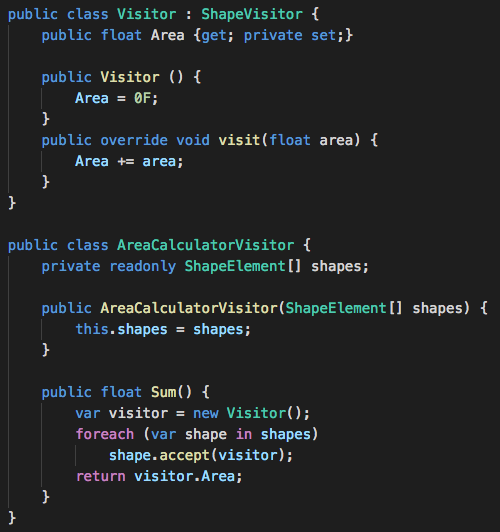 public class Visitor : ShapeVisitor {
    public float Area {get; private set;}

    public Visitor () {
        Area = 0F;
    }
    public override void visit(float area) {
        Area += area;
    }
}

public class AreaCalculatorVisitor {
    private readonly ShapeElement[] shapes;

    public AreaCalculatorVisitor(ShapeElement[] shapes) {
        this.shapes = shapes;
    }

    public float Sum() {
        var visitor = new Visitor();
        foreach (var shape in shapes)
            shape.accept(visitor);
        return visitor.Area;
    }
}